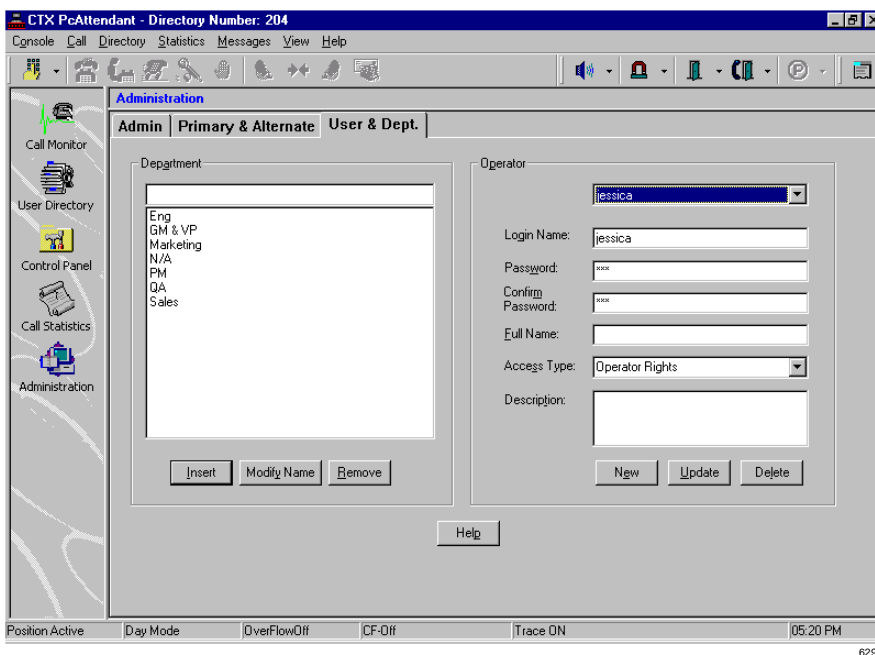 CTX PcAttendant - Directory Number: 204
Console Call Directory Statistics Messages View Help
Administration
Admin Primary & Alternate User & Dept.
Call Monitor
User Directory
Control Panel
Call Statistics
Administration
Department
Eng
GM & VP
Marketing
N/A
PM
QA
Sales
Insert Modify Name Remove
Operator
jessica
Login Name: jessica
Password: ×××
Confirm
Password: ×××
Full Name:
Access Type: Operator Rights
Description:
New Update Delete
Help
Position Active Day Mode OverFlowOff CF-Off Trace ON 05:20 PM
629